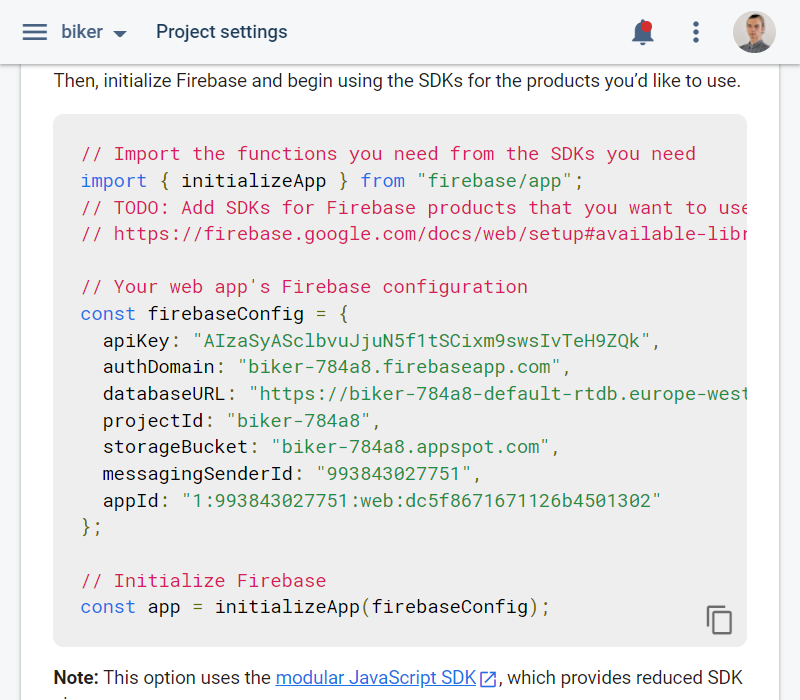 biker Project settings
Then, initialize Firebase and begin using the SDKs for the products you’d like to use.
// Import the functions you need from the SDKs you need
import { initializeApp } from "firebase/app";
// TODO: Add SDKs for Firebase products that you want to use
// https://firebase.google.com/docs/web/setup#available-libr
// Your web app's Firebase configuration
const firebaseConfig = {
apiKey: "AIzaSyASclbvuJjuN5f1tSCixm9swsIvTeH9ZQk",
authDomain: "biker-784a8.firebaseapp.com",
databaseURL: "https://biker-784a8-default-rtdb.europe-west
projectId: "biker-784a8",
storageBucket: "biker-784a8.appspot.com",
messagingSenderId: "993843027751",
appId: "1:993843027751:web:dc5f8671671126b4501302"
};
// Initialize Firebase
const app = initializeApp(firebaseConfig);
Note: This option uses the modular JavaScript SDK, which provides reduced SDK